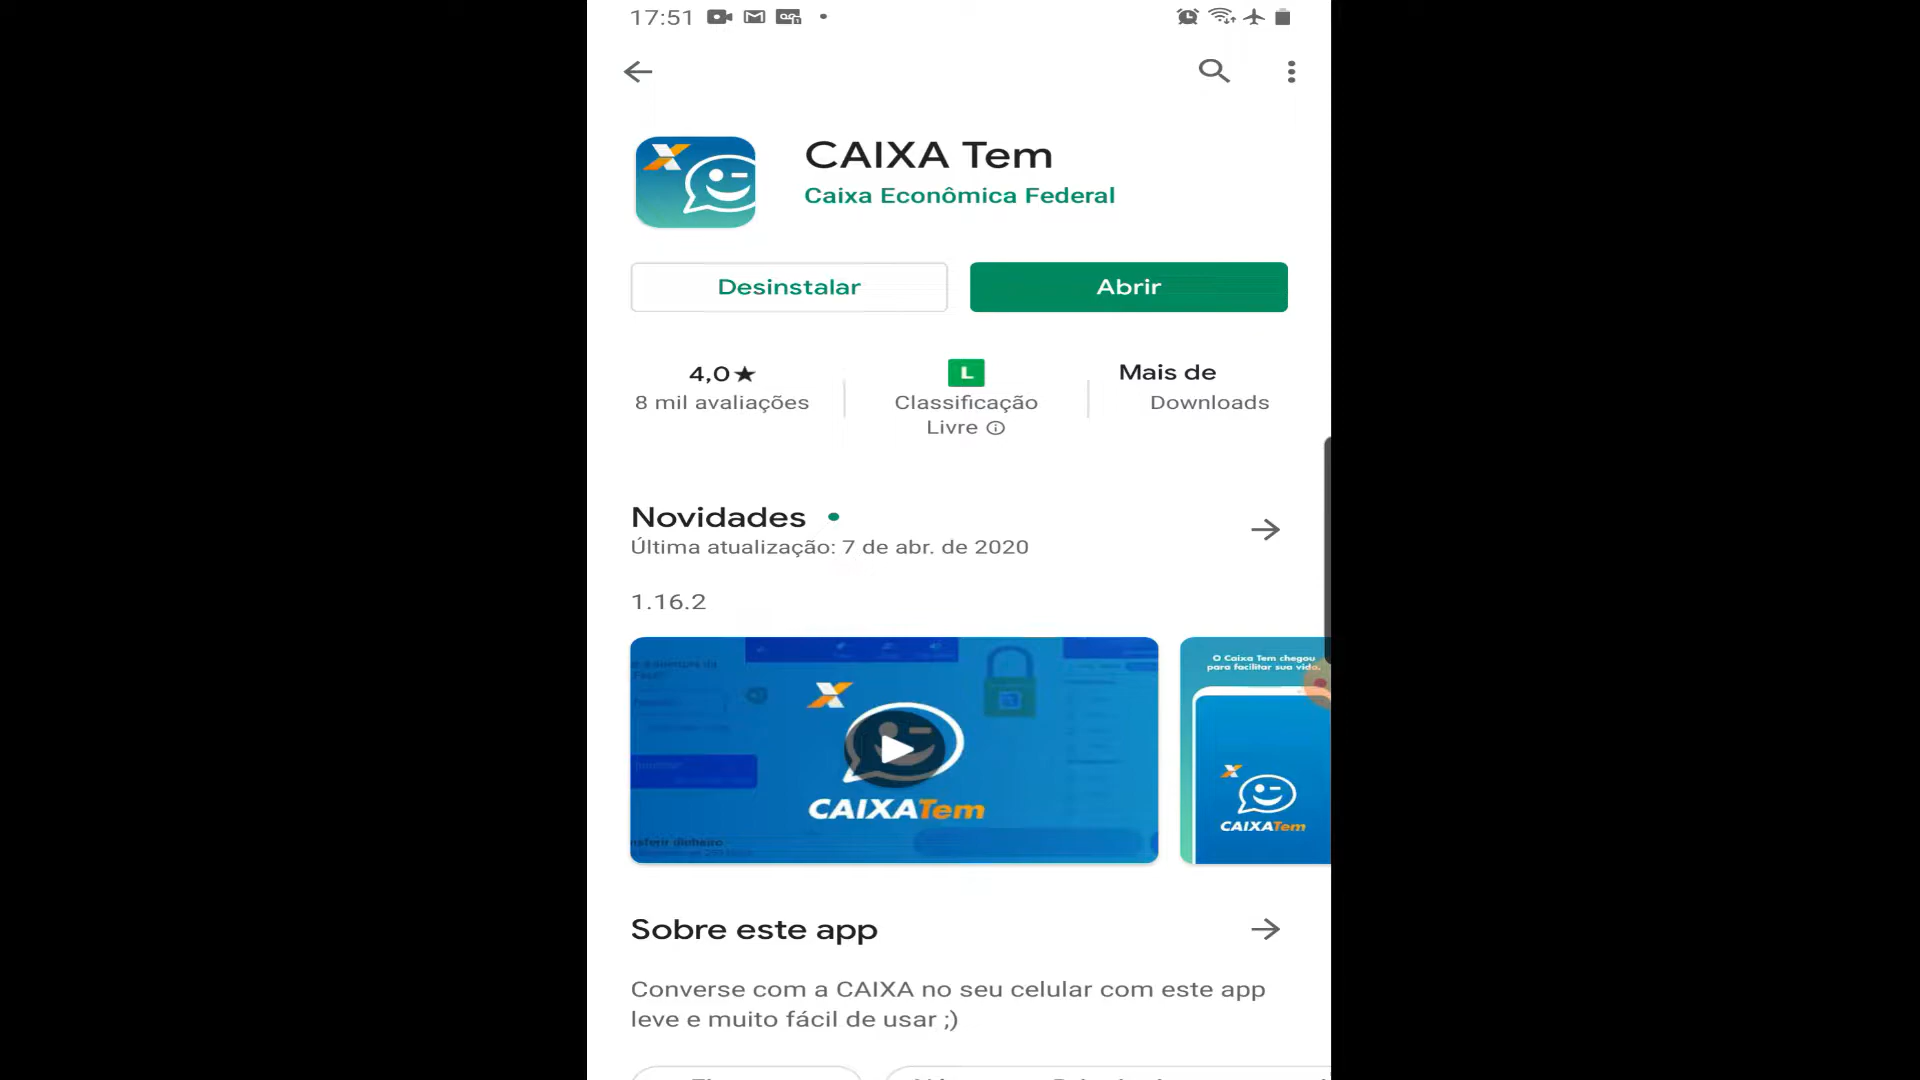 17:51
CAIXA Tem
Caixa Econômica Federal
Desinstalar
Abrir
4,0★
8 mil avaliações
L
Classificação
Livre
Mais de
Downloads
Novidades
Última atualização: 7 de abr. de 2020
1.16.2
CAIXATem
O Caixa Tem chegou
para facilitar sua vida.
CAIXATem
Sobre este app
Converse com a CAIXA no seu celular com este app
leve e muito fácil de usar ;)